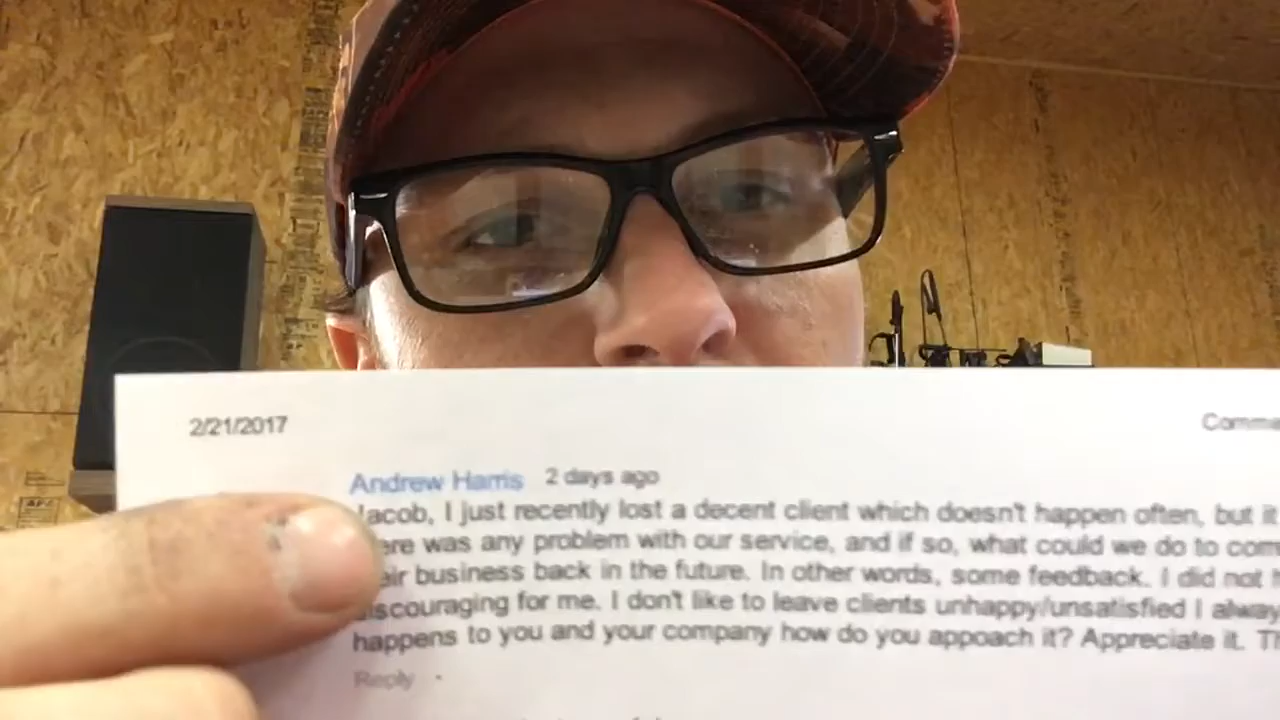 2/21/2017
Comme
Andrew Harris 2 days ago
Jacob, I just recently lost a decent client which doesn't happen often, but it
ere was any problem with our service, and if so, what could we do to com
eir business back in the future. In other words, some feedback. I did not h
iscouraging for me. I don't like to leave clients unhappy/unsatisfied I alway
happens to you and your company how do you appoach it? Appreciate it. Th
Reply